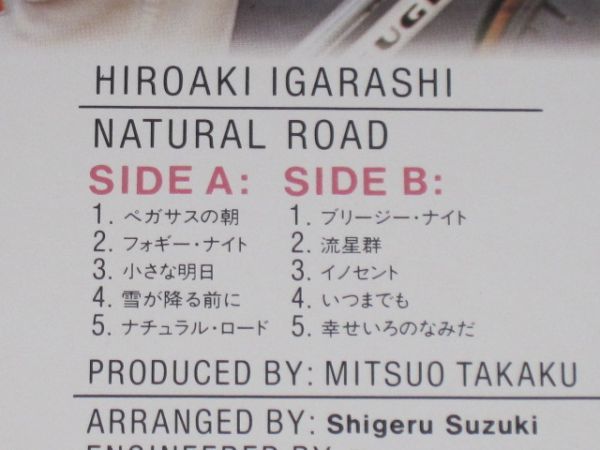 UGL
HIROAKI IGARASHI
NATURAL ROAD
SIDE A: SIDE B:
1. ペガサスの朝 1. ブリージー・ナイト
2. フォギー・ナイト 2. 流星群
3. 小さな明日 3. イノセント
4. 雪が降る前に 4. いつまでも
5. ナチュラル・ロード 5. 幸せいろのなみだ
PRODUCED BY: MITSUO TAKAKU
ARRANGED BY: Shigeru Suzuki
ENGINEERED BY